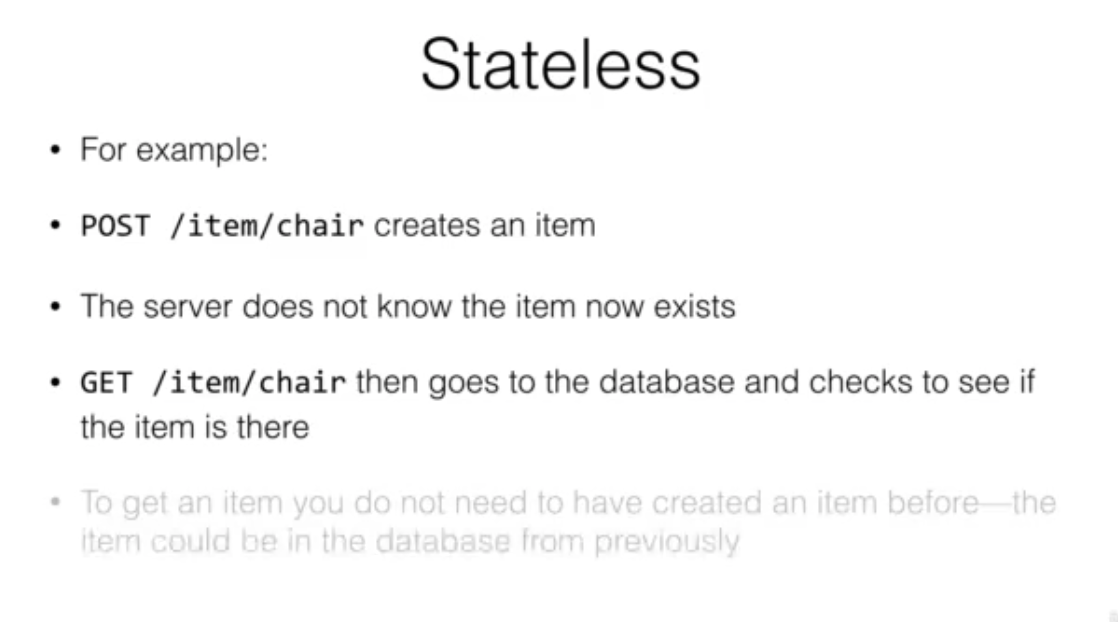 Stateless
• For example:
• POST /item/chair creates an item
• The server does not know the item now exists
• GET /item/chair then goes to the database and checks to see if
the item is there
• To get an item you do not need to have created an item before—the
item could be in the database from previously